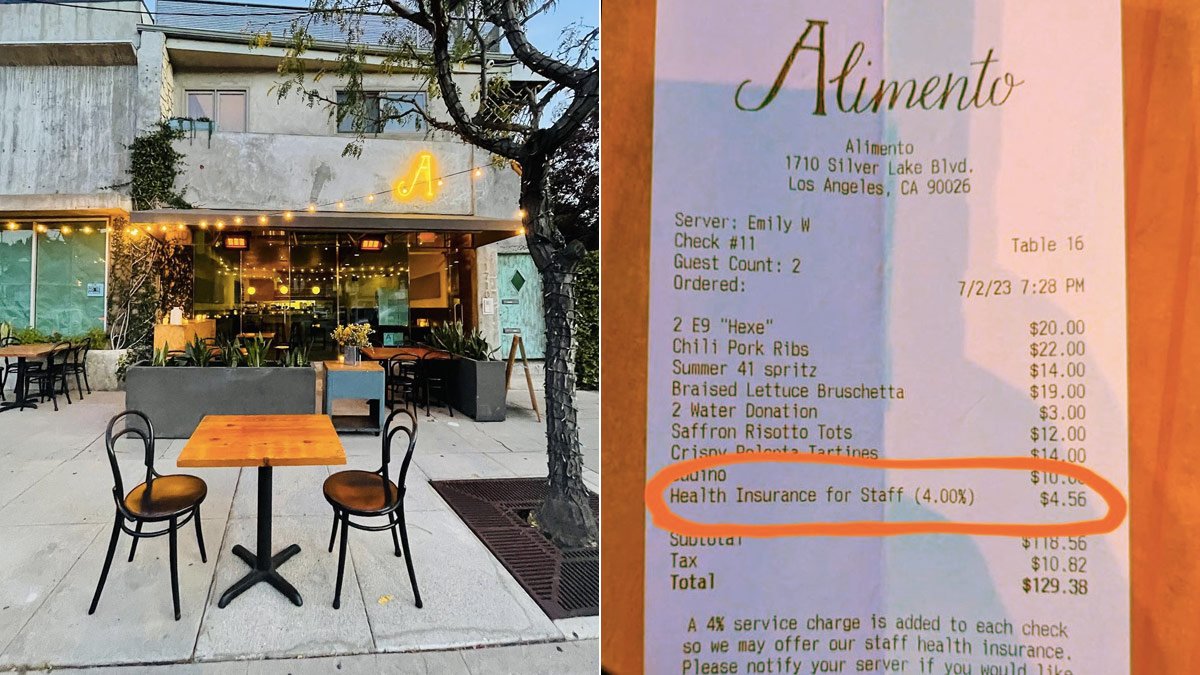 A
Alimento
Alimento
1710 Silver Lake Blvd.
Los Angeles, CA 90026
Server: Emily W
Check #11
Table 16
Guest Count: 2
Ordered:
7/2/23 7:28 PM
2 E9 "Hexe" $20.00
Chili Pork Ribs $22.00
Summer 41 spritz $14.00
Braised Lettuce Bruschetta $19.00
2 Water Donation $3.00
Saffron Risotto Tots $12.00
Crispy Polenta Tartines $14.00
$10.00
Health Insurance for Staff (4.00%) $4.56
Subtotal $118.56
Tax $10.82
Total $129.38
A 4% service charge is added to each check
so we may offer our staff health insurance.
Please notify your server if you would like